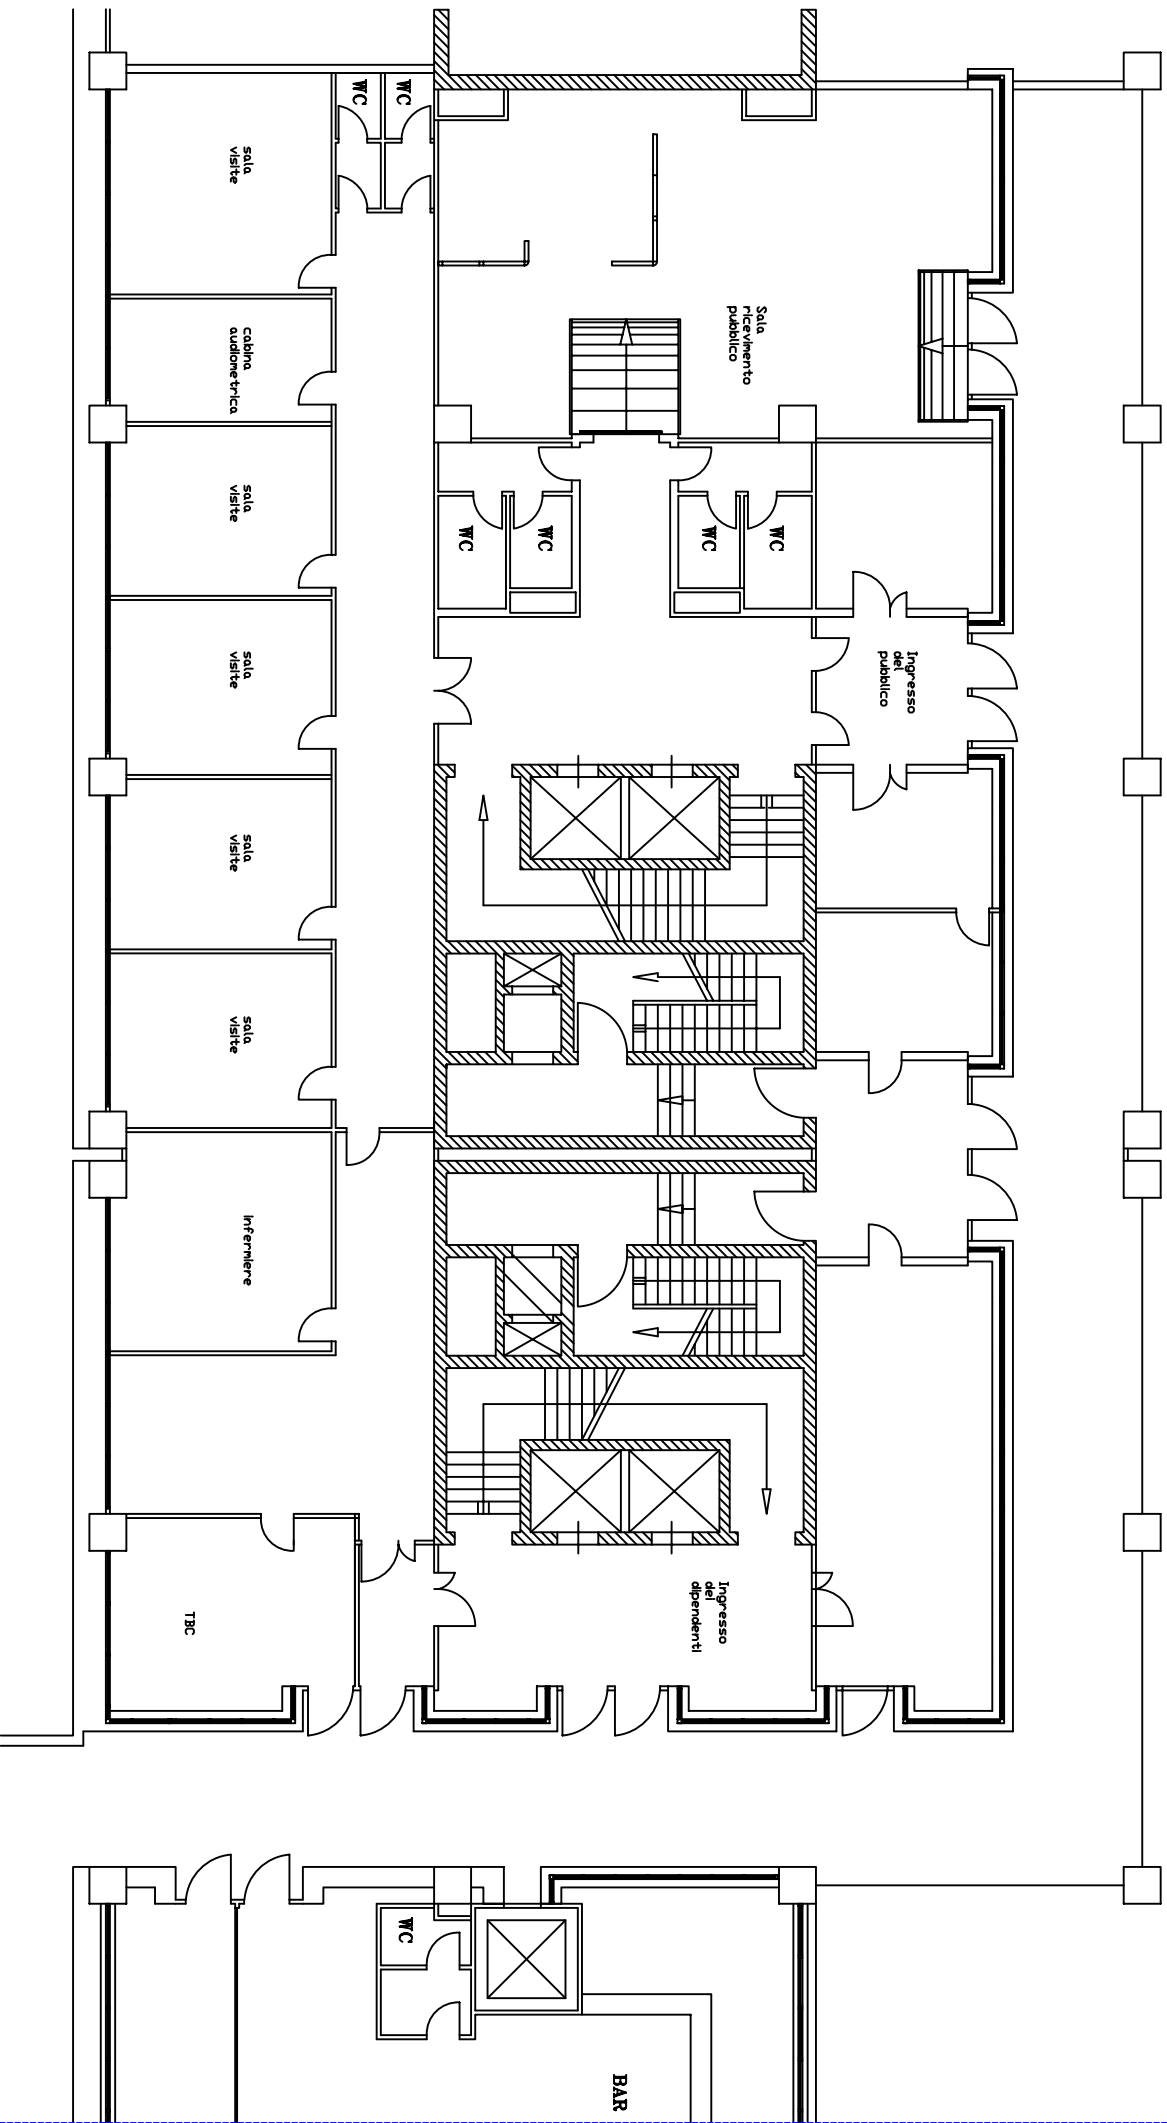 WC
WC
sala
visite
cabina
audiometrica
Sala
ricevimento
pubblico
sala
visite
WC
WC
WC
WC
sala
visite
Ingresso
del
pubblico
sala
visite
sala
visite
infermiere
Ingresso
del
dipendenti
TBC
WC
BAR